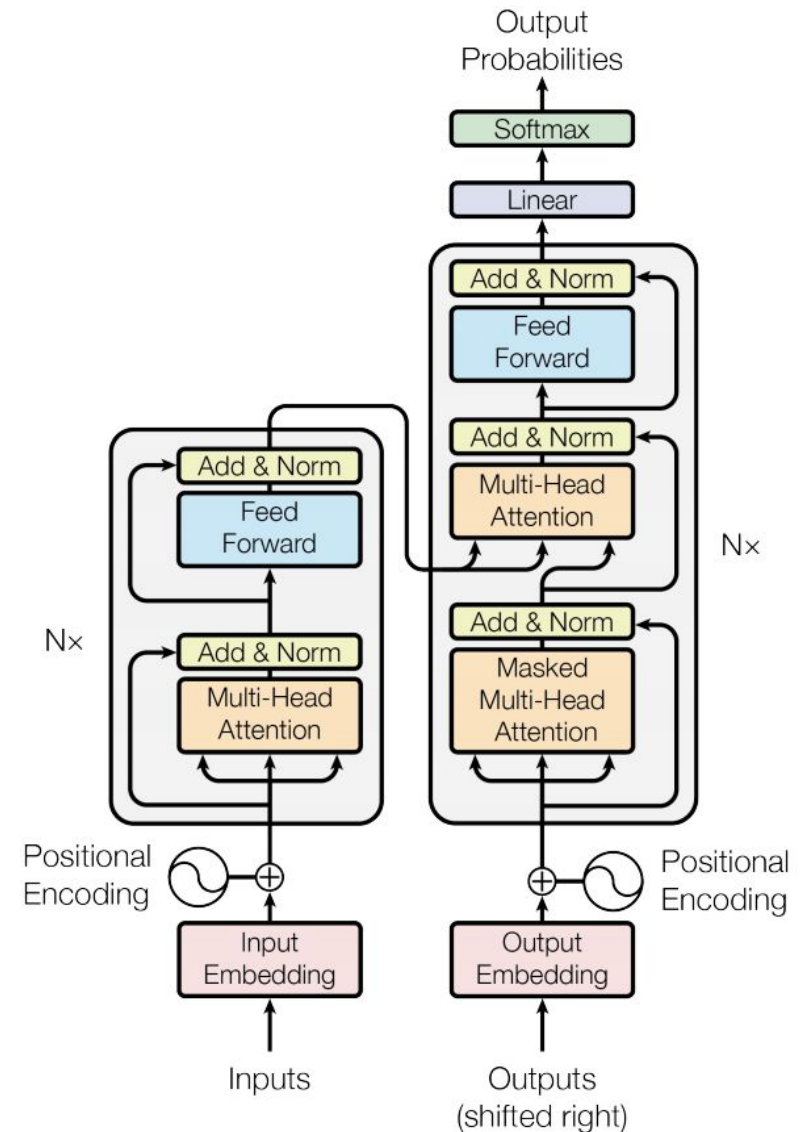 Output
Probabilities
Softmax
Linear
Add & Norm
Feed
Forward
Add & Norm
Multi-Head
Attention
Nx
Add & Norm
Masked
Multi-Head
Attention
Add & Norm
Feed
Forward
Nx
Add & Norm
Multi-Head
Attention
Positional
Encoding
Positional
Encoding
Input
Embedding
Output
Embedding
Inputs
Outputs
(shifted right)